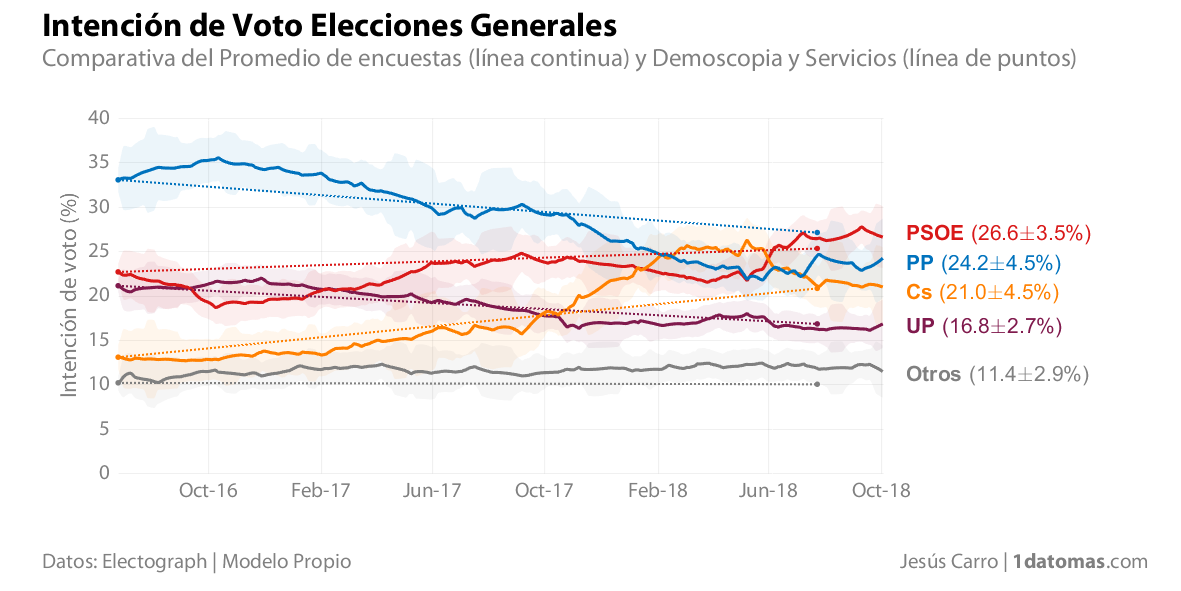 Intención de Voto Elecciones Generales
Comparativa del Promedio de encuestas (línea continua) y Demoscopia y Servicios (línea de puntos)
Intención de voto (%)
40
35
30
25
20
15
10
5
0
Oct-16 Feb-17 Jun-17 Oct-17 Feb-18 Jun-18 Oct-18
PSOE (26.6±3.5%)
PP (24.2±4.5%)
Cs (21.0±4.5%)
UP (16.8±2.7%)
Otros (11.4±2.9%)
Datos: Electograph | Modelo Propio
Jesús Carro | 1datomas.com